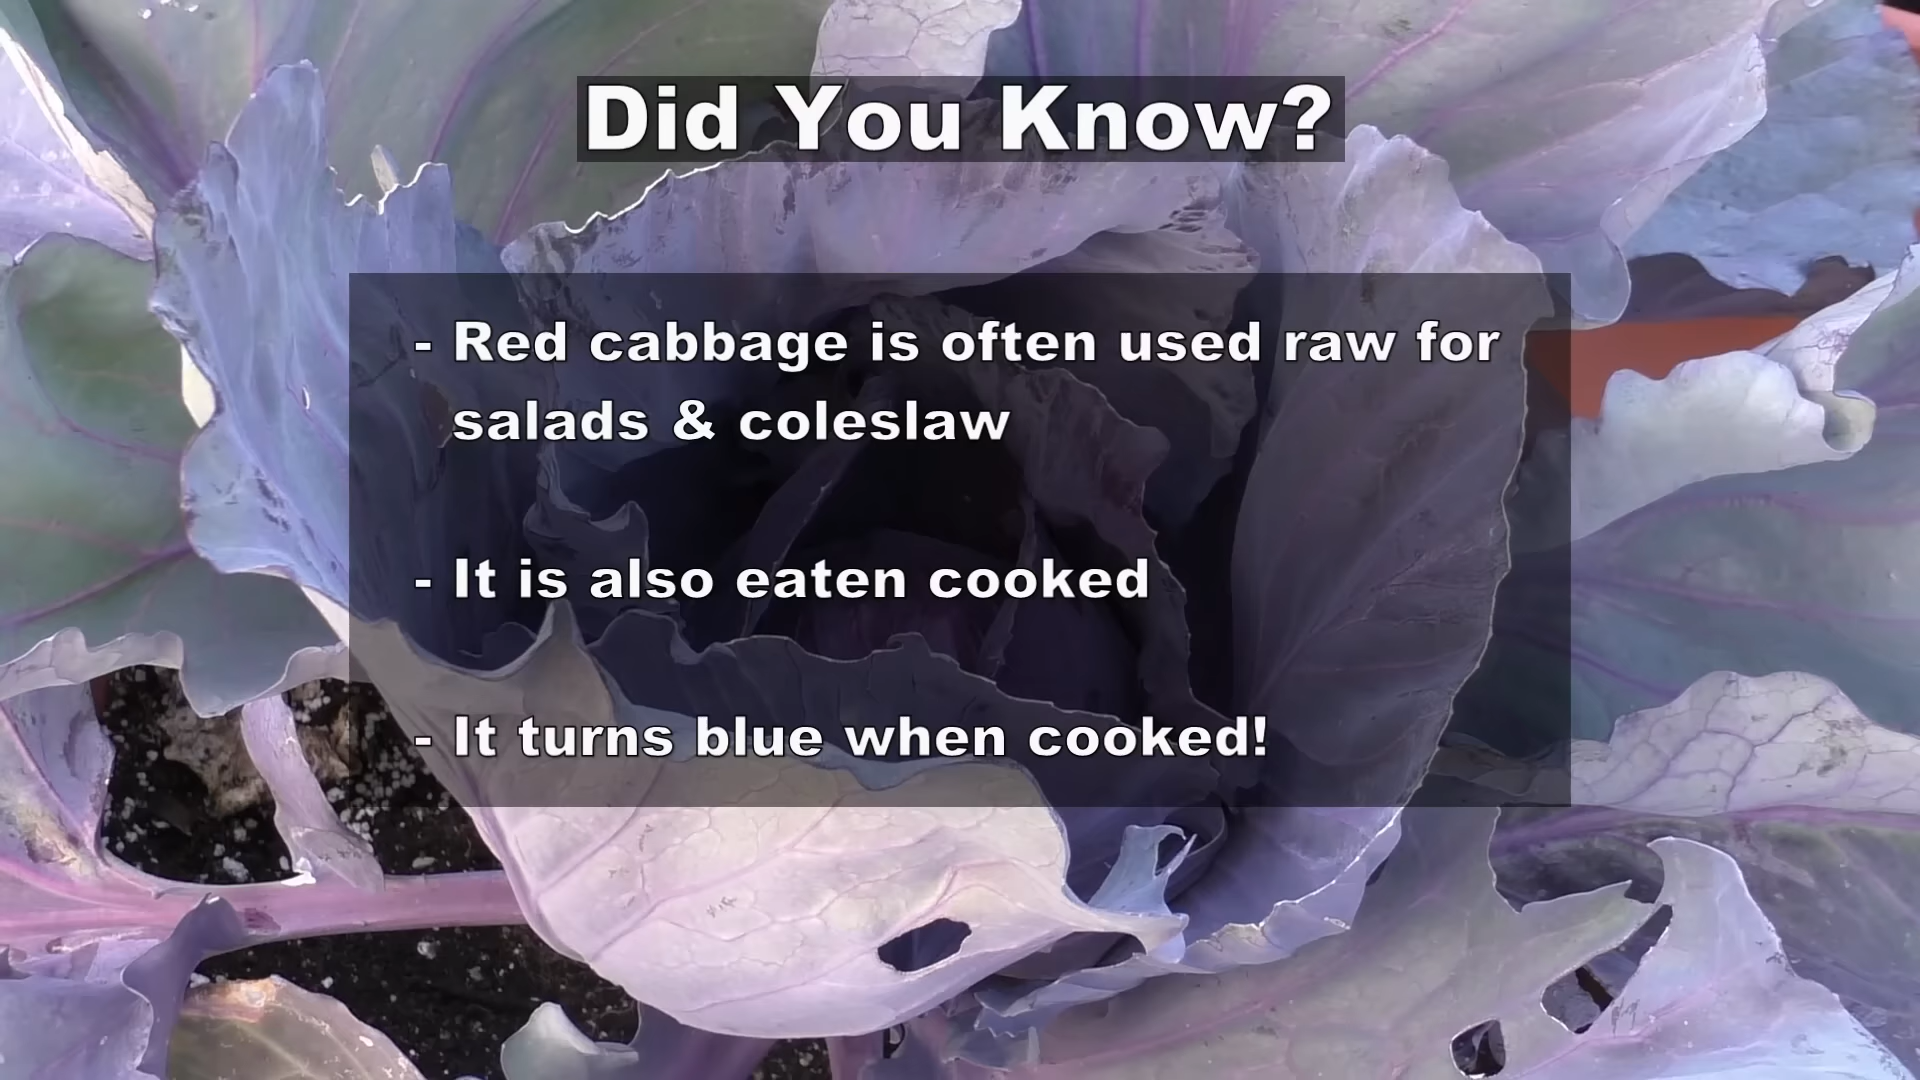 Did You Know?
- Red cabbage is often used raw for
salads & coleslaw
- It is also eaten cooked
- It turns blue when cooked!